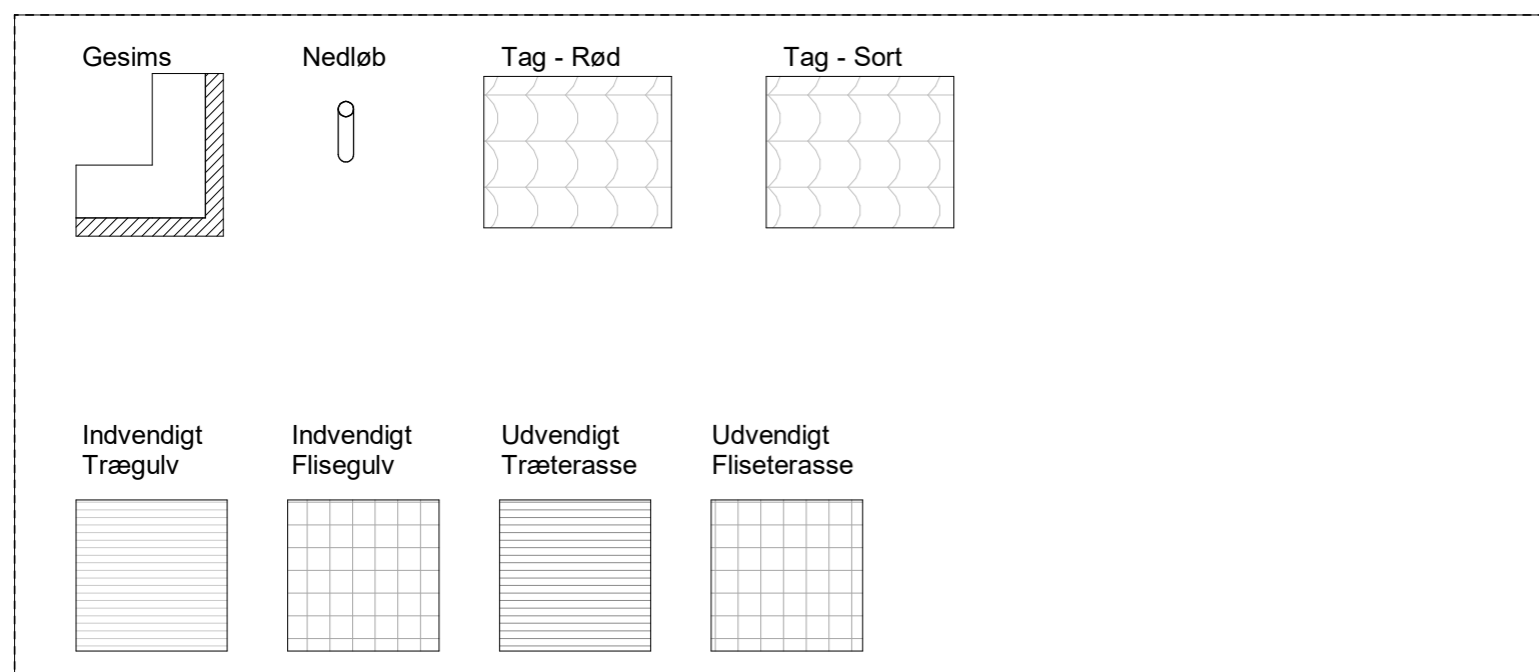 Gesims
Nedløb
Tag - Rød
Tag - Sort
Indvendigt
Trægulv
Indvendigt
Flisegulv
Udvendigt
Træterasse
Udvendigt
Fliseterasse